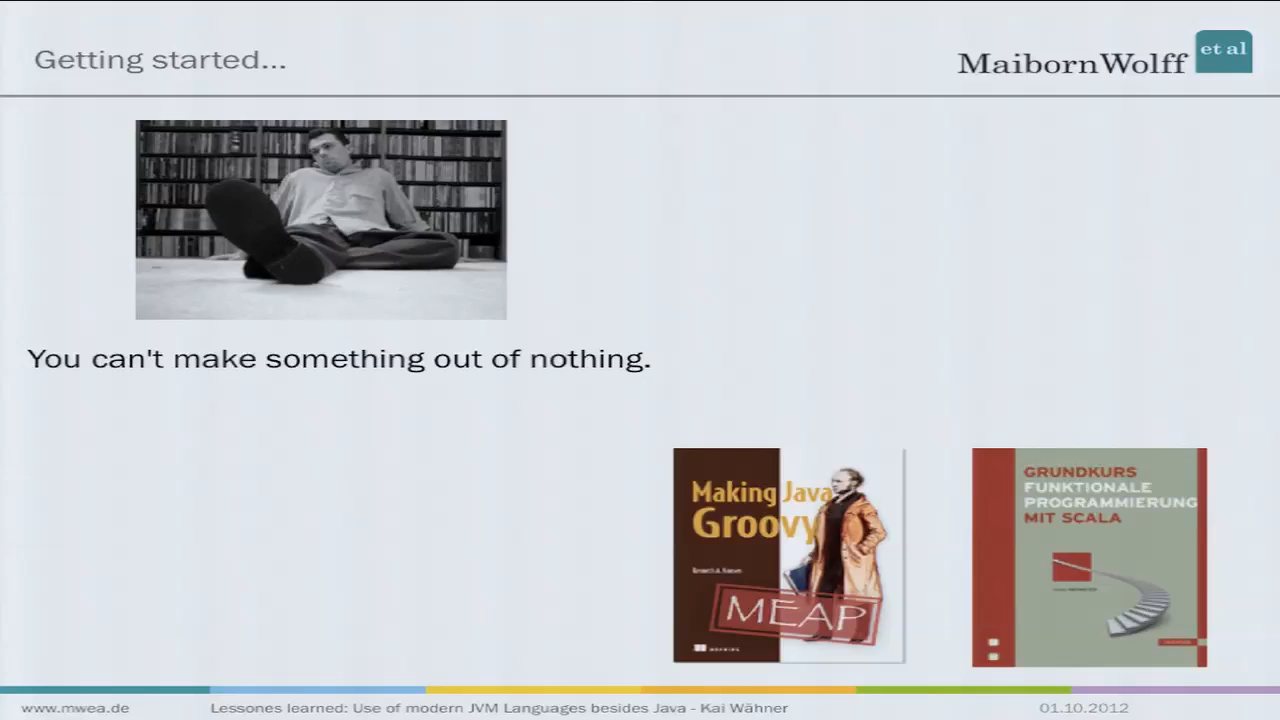 Getting started...
MaibornWolff et al
You can't make something out of nothing.
Making Java
Groovy
MEAP
MANNING
GRUNDKURS
FUNKTIONALE
PROGRAMMIERUNG
MIT SCALA
www.mwea.de
Lessones learned: Use of modern JVM Languages besides Java - Kai Wähner
01.10.2012